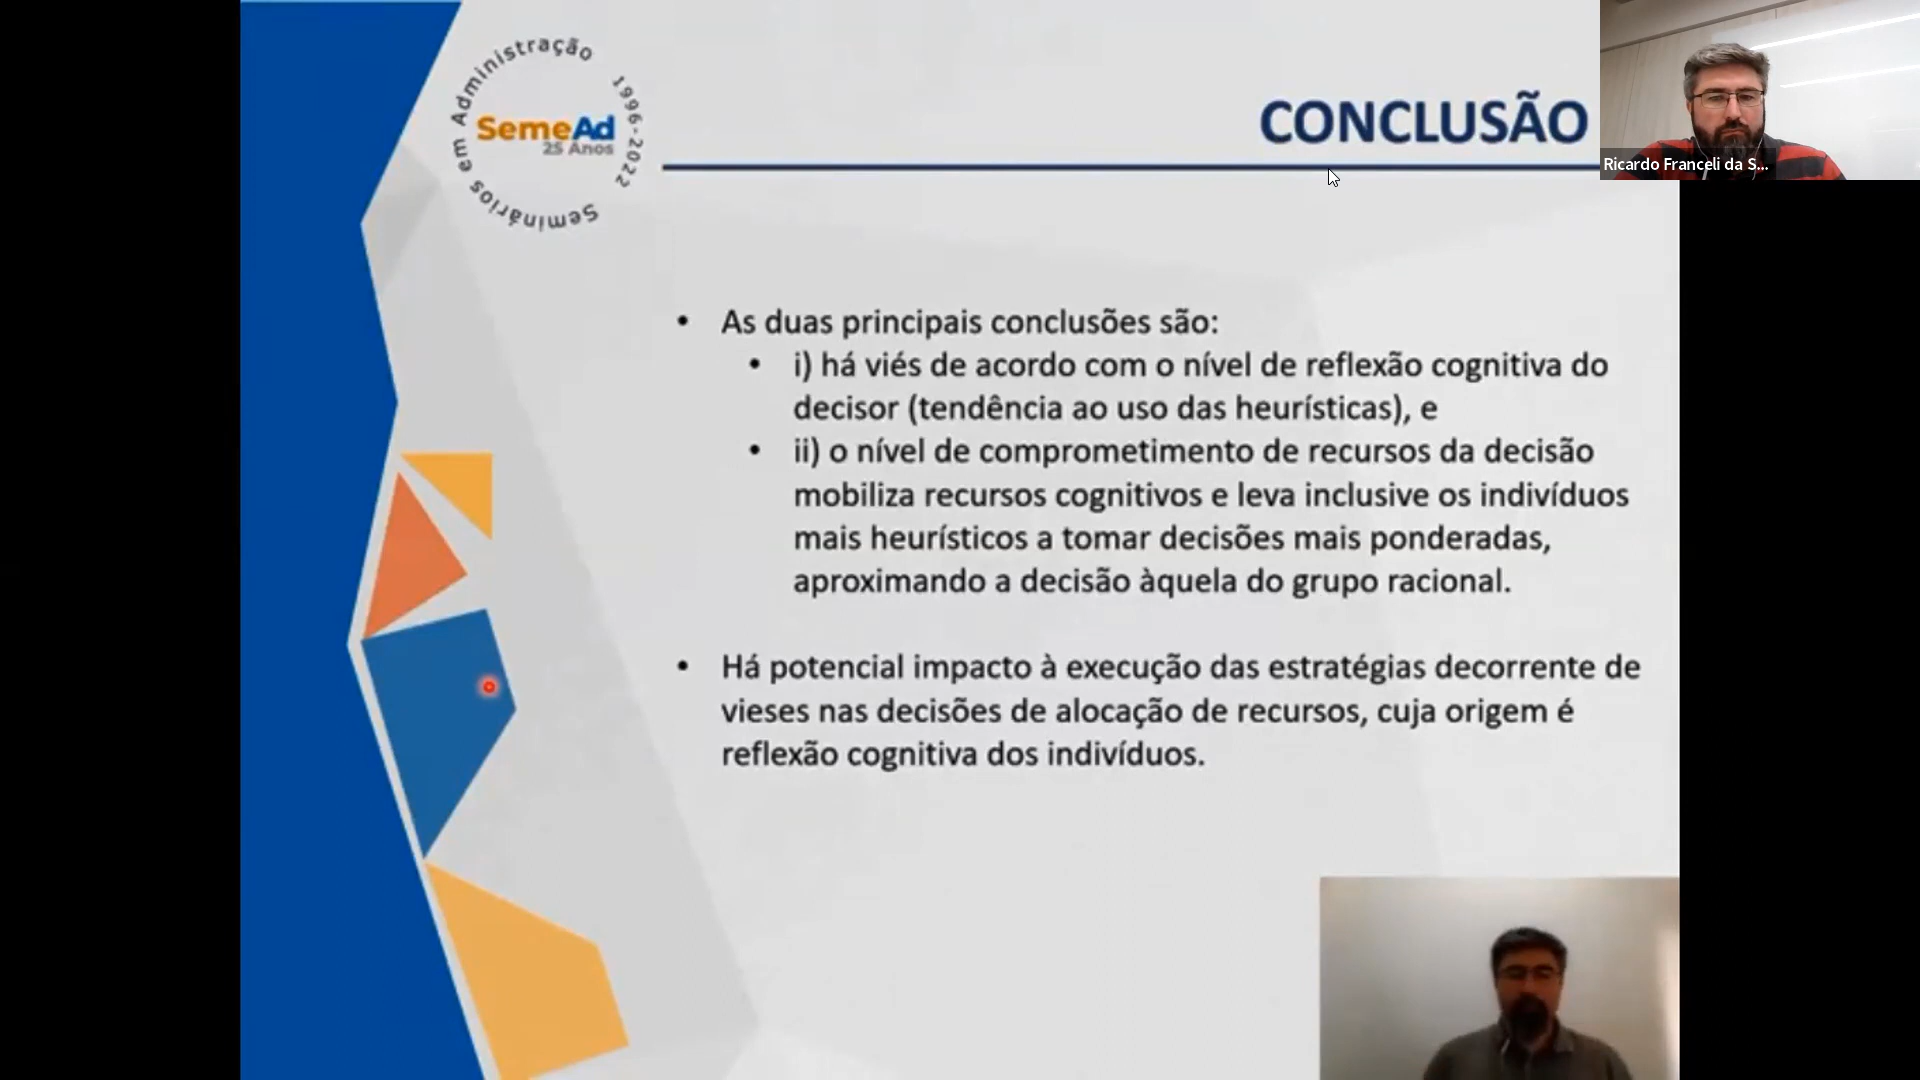 Seminários em Administração 1996-2022
SemeAd
25 Anos
CONCLUSÃO
Ricardo Franceli da S...
• As duas principais conclusões são:
• i) há viés de acordo com o nível de reflexão cognitiva do
decisor (tendência ao uso das heurísticas), e
• ii) o nível de comprometimento de recursos da decisão
mobiliza recursos cognitivos e leva inclusive os indivíduos
mais heurísticos a tomar decisões mais ponderadas,
aproximando a decisão àquela do grupo racional.
• Há potencial impacto à execução das estratégias decorrente de
vieses nas decisões de alocação de recursos, cuja origem é
reflexão cognitiva dos indivíduos.